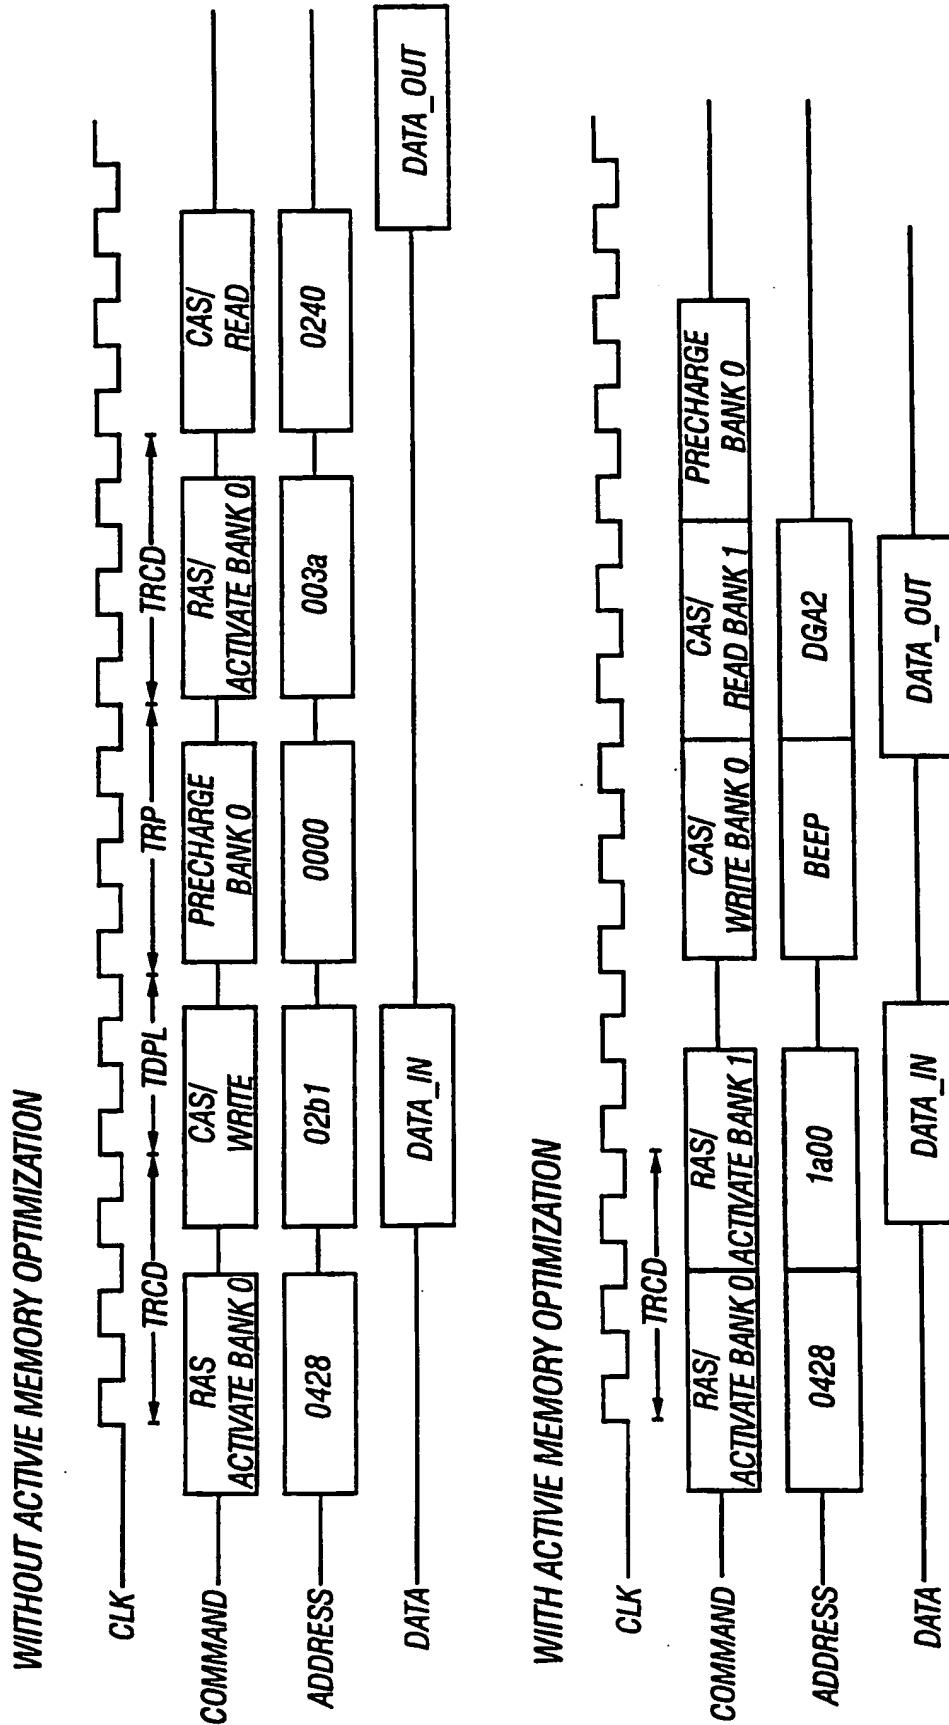 WITHOUT ACTIVIE MEMORY OPTIMIZATION
CLK
TRCD
TDPL
TRP
TRCD
COMMAND
RAS
ACTIVATE BANK 0
CAS/
WRITE
PRECHARGE
BANK 0
RAS/
ACTIVATE BANK 0
CAS/
READ
ADDRESS
0428
02b1
0000
003a
0240
DATA
DATA_IN
DATA_OUT
WITH ACTIVIE MEMORY OPTIMIZATION
CLK
TRCD
COMMAND
RAS/
ACTIVATE BANK 0
RAS/
ACTIVATE BANK 1
CAS/
WRITE BANK 0
CAS/
READ BANK 1
PRECHARGE
BANK 0
ADDRESS
0428
1a00
BEEP
DGA2
DATA
DATA_IN
DATA_OUT